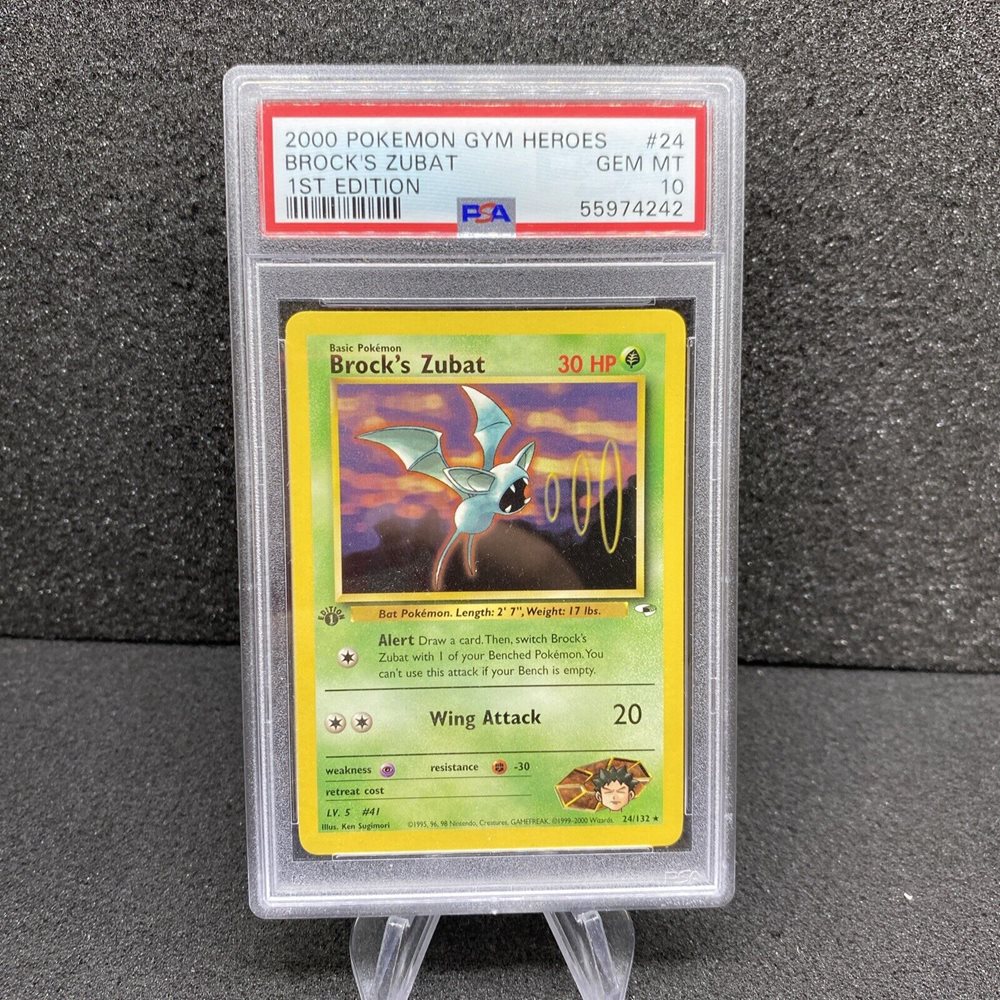 2000 POKEMON GYM HEROES #24
BROCK'S ZUBAT GEM MT
1ST EDITION 10
PSA 55974242
Basic Pokémon
Brock's Zubat 30 HP
EDITION 1
Bat Pokémon. Length: 2' 7", Weight: 17 lbs.
Alert Draw a card. Then, switch Brock's
Zubat with 1 of your Benched Pokémon. You
can't use this attack if your Bench is empty.
Wing Attack 20
weakness resistance -30
retreat cost
LV. 5 #41
Illus. Ken Sugimori ©1995, 96, 98 Nintendo, Creatures, GAMEFREAK. ©1999-2000 Wizards. 24/132 ★
PSA